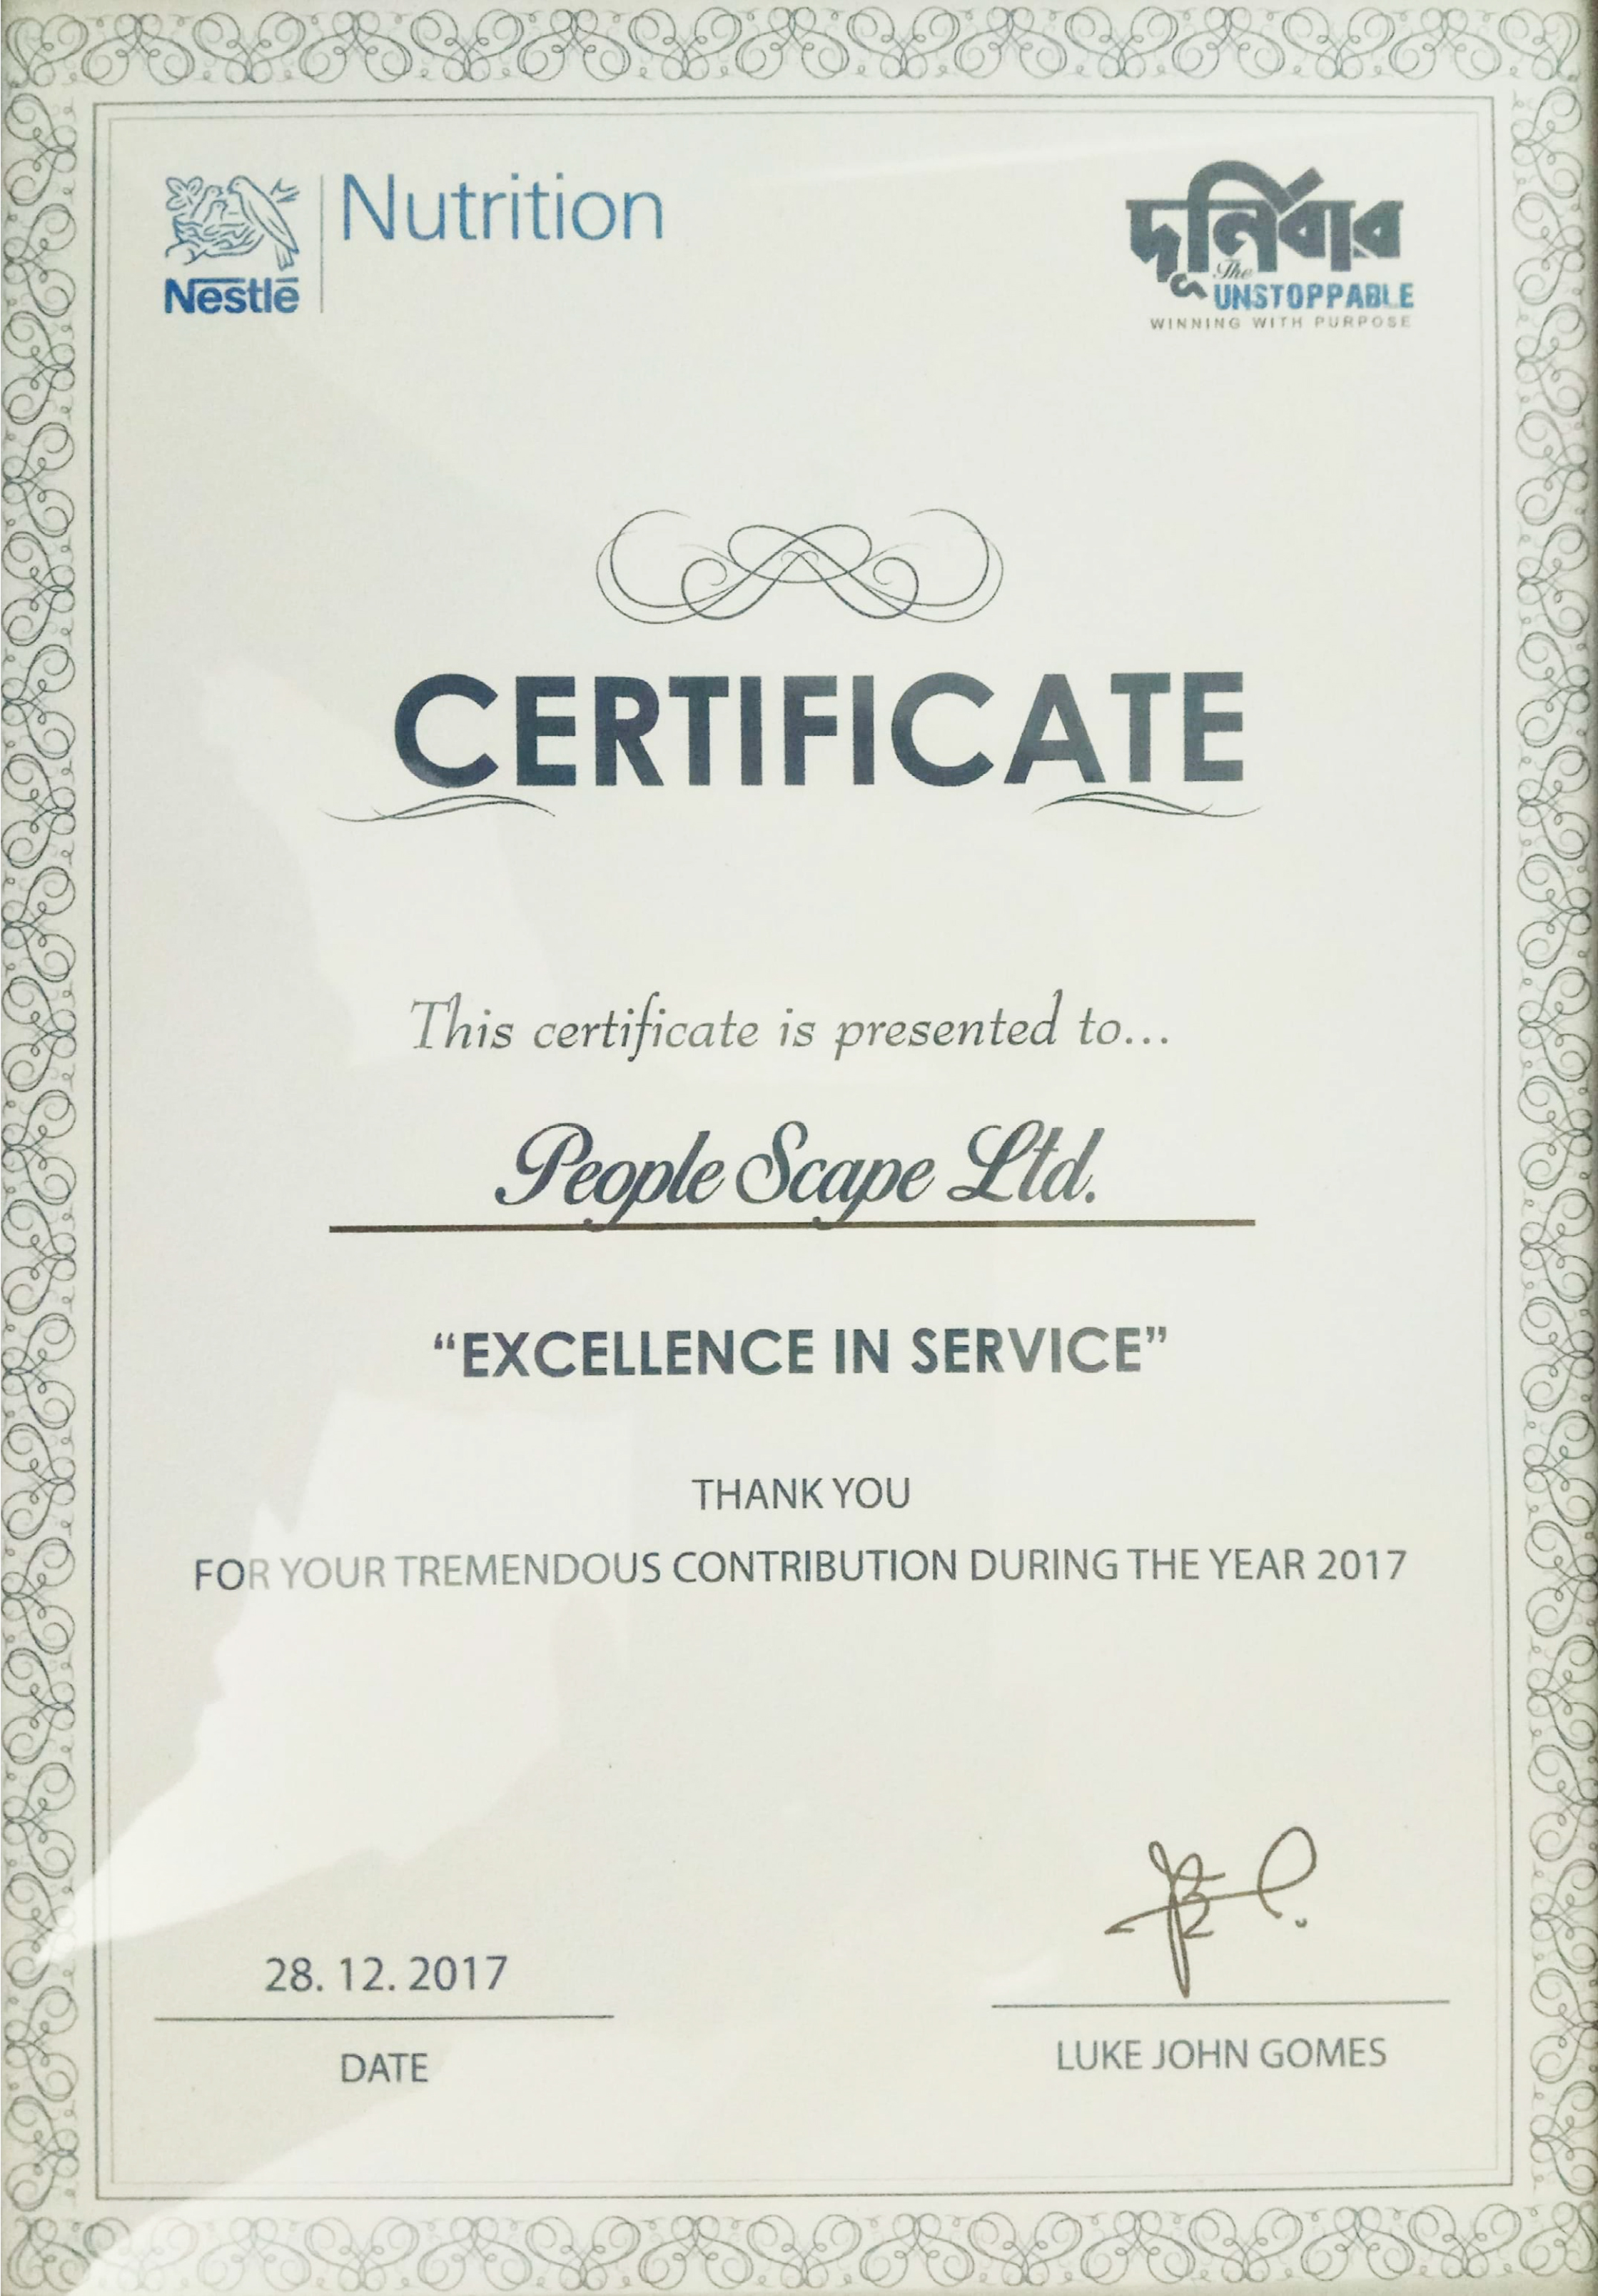 Nestlé
Nutrition
দূর্নিবার
The
UNSTOPPABLE
WINNING WITH PURPOSE
CERTIFICATE
This certificate is presented to...
People Scape Ltd.
“EXCELLENCE IN SERVICE”
THANK YOU
FOR YOUR TREMENDOUS CONTRIBUTION DURING THE YEAR 2017
28. 12. 2017
DATE
LUKE JOHN GOMES